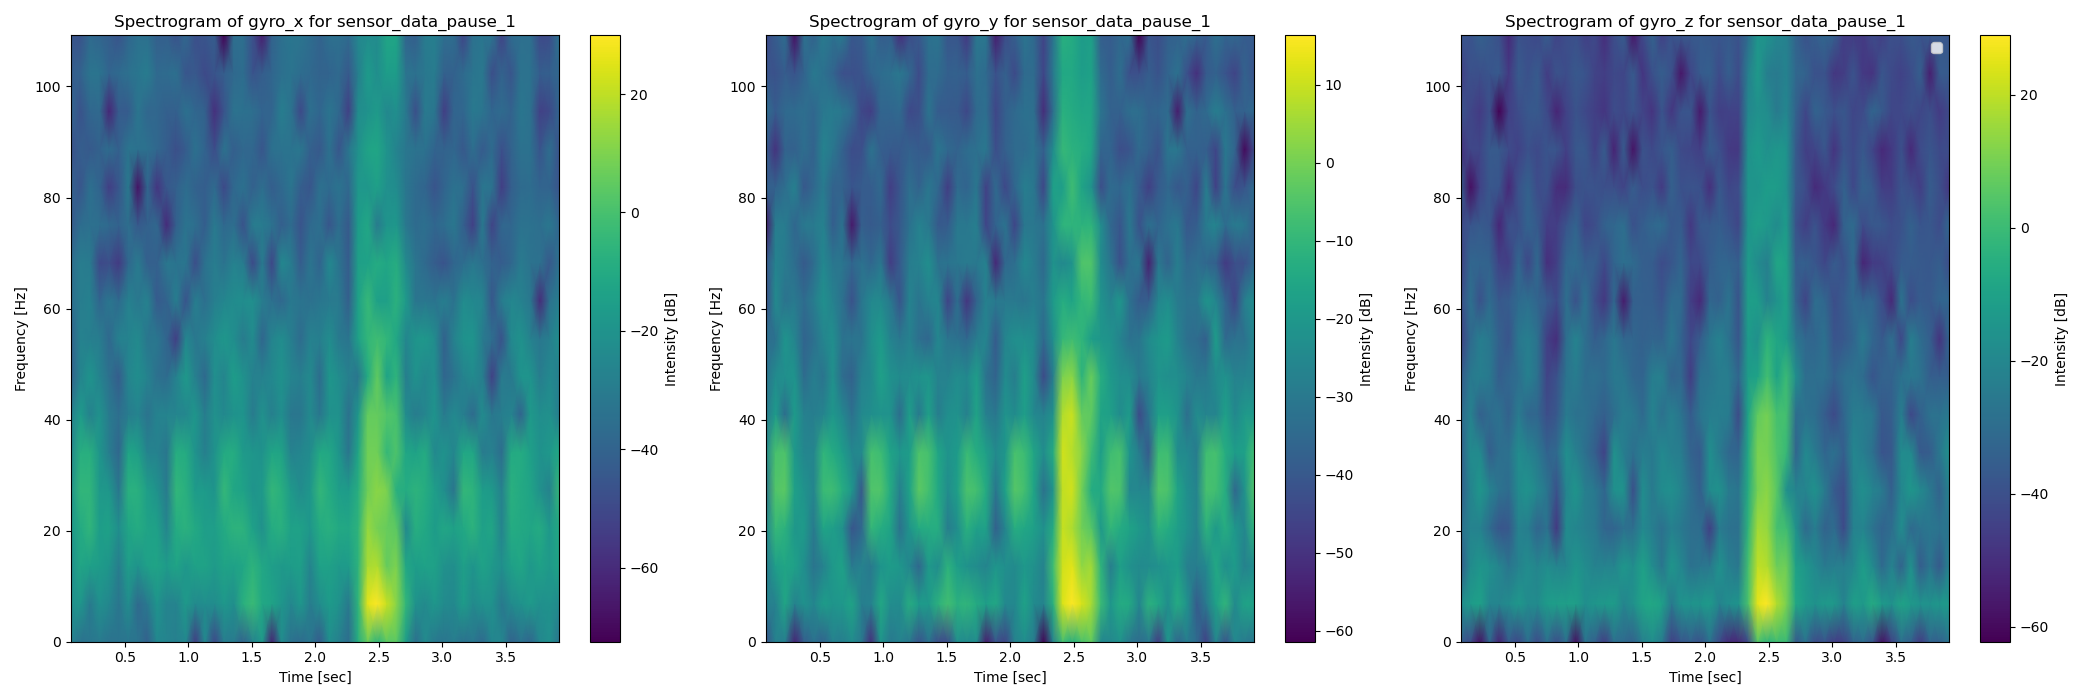 Spectrogram of gyro_x for sensor_data_pause_1
Frequency [Hz]
100
80
60
40
20
0
0.5 1.0 1.5 2.0 2.5 3.0 3.5
Time [sec]
20
0
−20
−40
−60
Intensity [dB]
Spectrogram of gyro_y for sensor_data_pause_1
Frequency [Hz]
100
80
60
40
20
0
0.5 1.0 1.5 2.0 2.5 3.0 3.5
Time [sec]
10
0
−10
−20
−30
−40
−50
−60
Intensity [dB]
Spectrogram of gyro_z for sensor_data_pause_1
Frequency [Hz]
100
80
60
40
20
0
0.5 1.0 1.5 2.0 2.5 3.0 3.5
Time [sec]
20
0
−20
−40
−60
Intensity [dB]